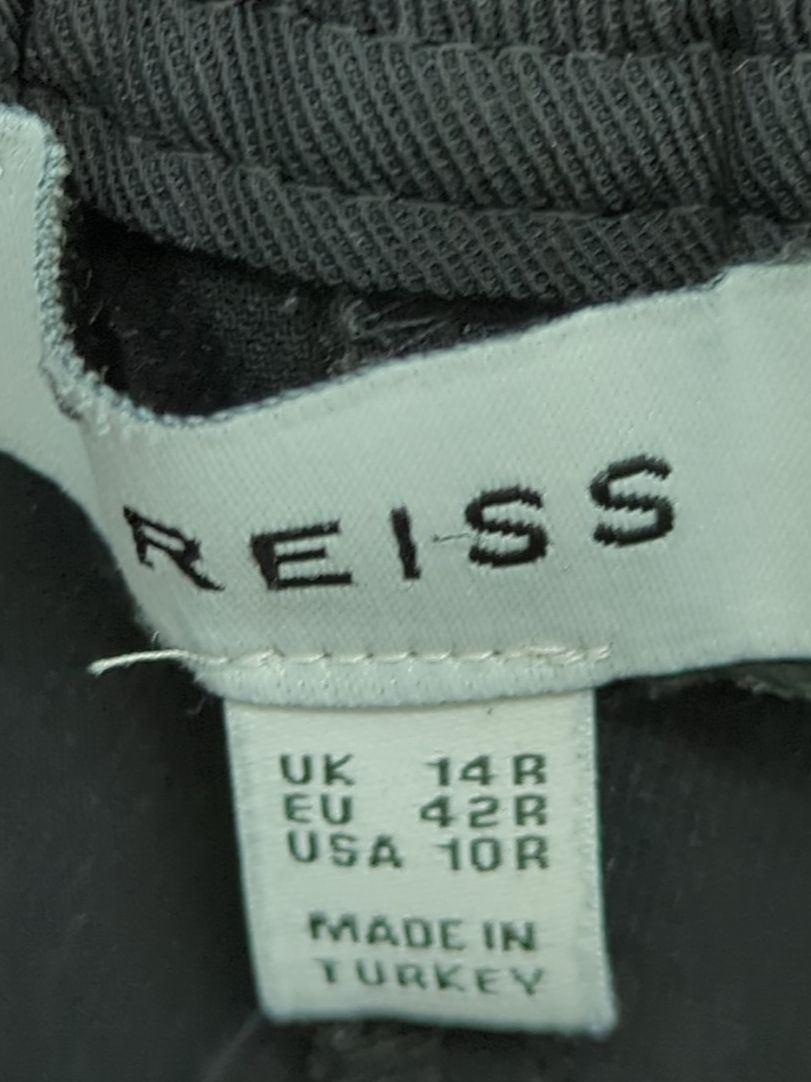 REISS
UK 14R
EU 42R
USA 10R
MADE IN
TURKEY